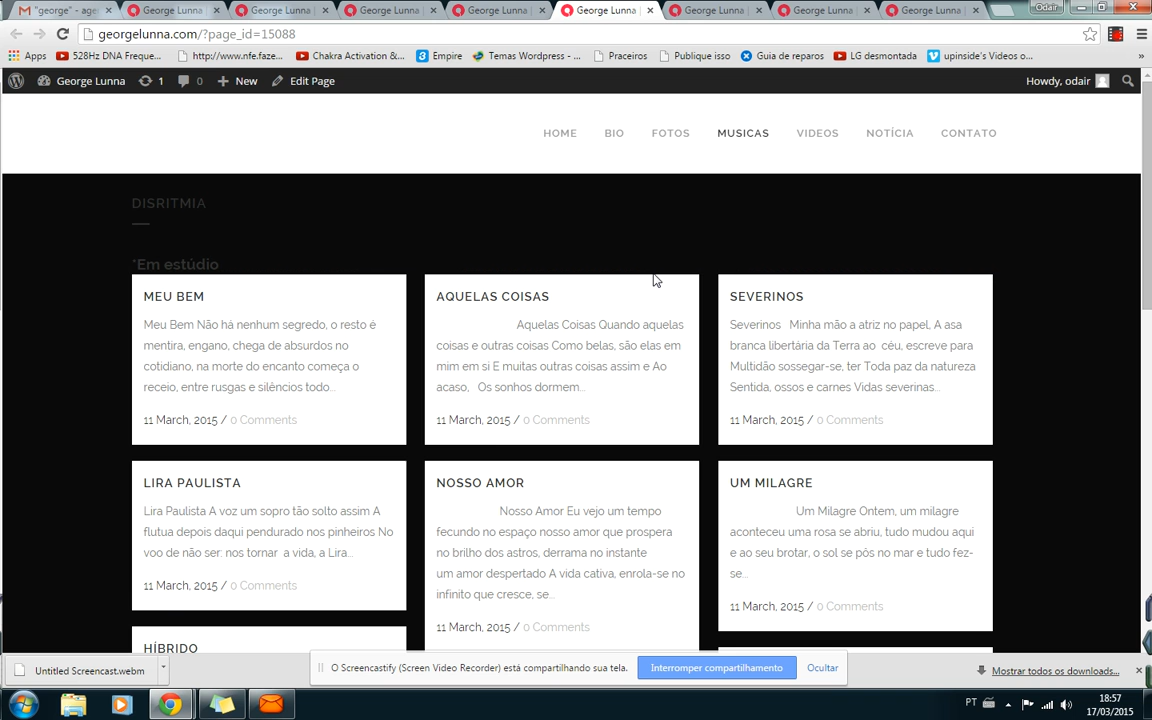 "george" - age
George Lunna
George Lunna
George Lunna
George Lunna
George Lunna
George Lunna
George Lunna
George Lunna
Odair
georgelunna.com/?page_id=15088
Apps
528Hz DNA Freque...
http://www.nfe.faze...
Chakra Activation &...
Empire
Temas Wordpress - ...
Praceiros
Publique isso
Guia de reparos
LG desmontada
upinside's Videos o...
»
George Lunna
1
0
New
Edit Page
Howdy, odair
HOME
BIO
FOTOS
MUSICAS
VIDEOS
NOTÍCIA
CONTATO
DISRITMIA
*Em estúdio
MEU BEM
Meu Bem Não há nenhum segredo, o resto é
mentira, engano, chega de absurdos no
cotidiano, na morte do encanto começa o
receio, entre rusgas e silêncios todo...
11 March, 2015 / 0 Comments
AQUELAS COISAS
Aquelas Coisas Quando aquelas
coisas e outras coisas Como belas, são elas em
mim em si E muitas outras coisas assim e Ao
acaso, Os sonhos dormem...
11 March, 2015 / 0 Comments
SEVERINOS
Severinos Minha mão a atriz no papel, A asa
branca libertária da Terra ao céu, escreve para
Multidão sossegar-se, ter Toda paz da natureza
Sentida, ossos e carnes Vidas severinas...
11 March, 2015 / 0 Comments
LIRA PAULISTA
Lira Paulista A voz um sopro tão solto assim A
flutua depois daqui pendurado nos pinheiros No
voo de não ser: nos tornar a vida, a Lira...
11 March, 2015 / 0 Comments
NOSSO AMOR
Nosso Amor Eu vejo um tempo
fecundo no espaço nosso amor que prospera
no brilho dos astros, derrama no instante
um amor despertado A vida cativa, enrola-se no
infinito que cresce, se...
11 March, 2015 / 0 Comments
UM MILAGRE
Um Milagre Ontem, um milagre
aconteceu uma rosa se abriu, tudo mudou aqui
e ao seu brotar, o sol se pôs no mar e tudo fez-
se...
11 March, 2015 / 0 Comments
HÍBRIDO
O Screencastify (Screen Video Recorder) está compartilhando sua tela.
Interromper compartilhamento
Ocultar
Untitled Screencast.webm
Mostrar todos os downloads...
PT
18:57
17/03/2015